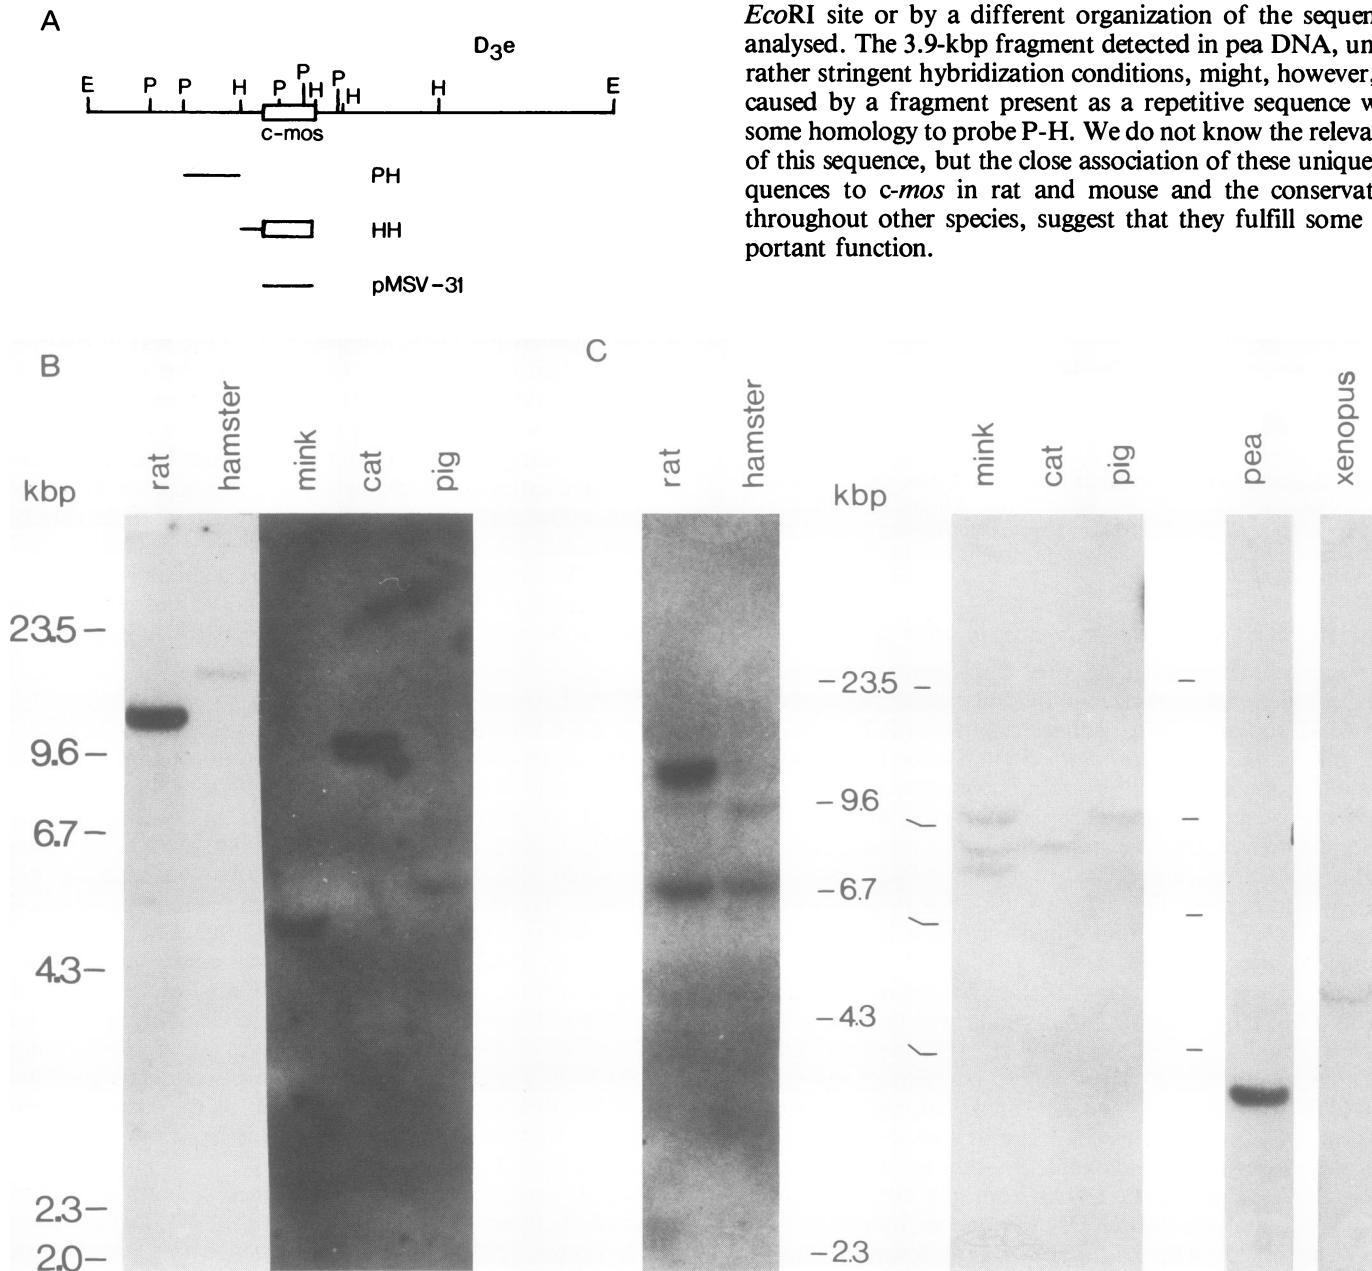 A
D3e
E P P H P P H P H H E
c-mos
PH
HH
pMSV-31
EcoRI site or by a different organization of the
analysed. The 3.9-kbp fragment detected in pea DNA,
rather stringent hybridization conditions, might, however,
caused by a fragment present as a repetitive sequence
some homology to probe P-H. We do not know the
of this sequence, but the close association of these unique
quences to c-mos in rat and mouse and the
throughout other species, suggest that they fulfill some
portant function.
B
kbp
rat hamster mink cat pig
23.5
9.6
6.7
4.3
2.3
2.0
C
rat hamster
kbp
mink cat pig pea xenopus
23.5
9.6
6.7
4.3
2.3